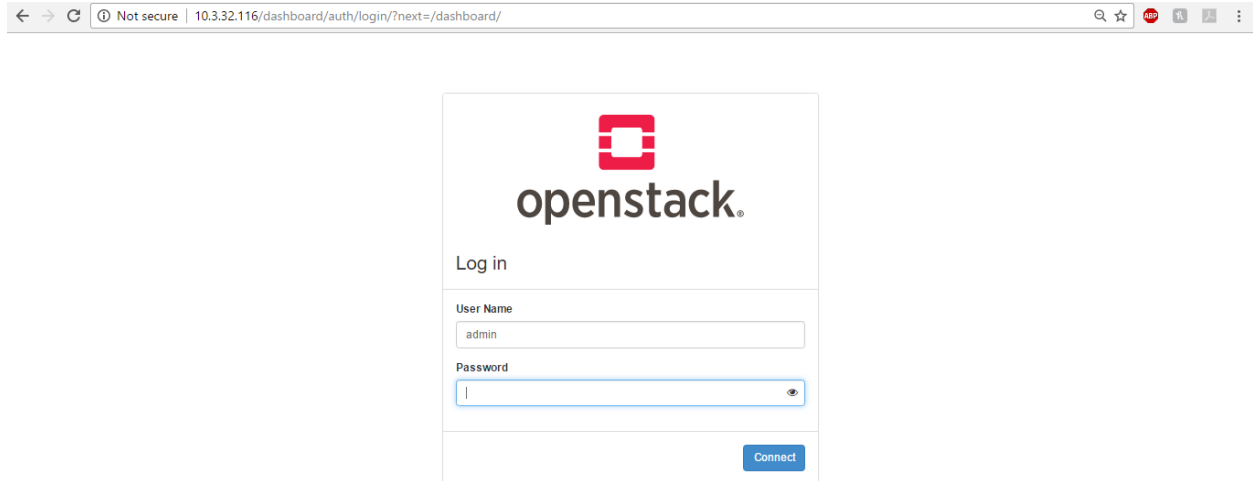 Not secure | 10.3.32.116/dashboard/auth/login/?next=/dashboard/
ABP
openstack®
Log in
User Name
admin
Password
Connect